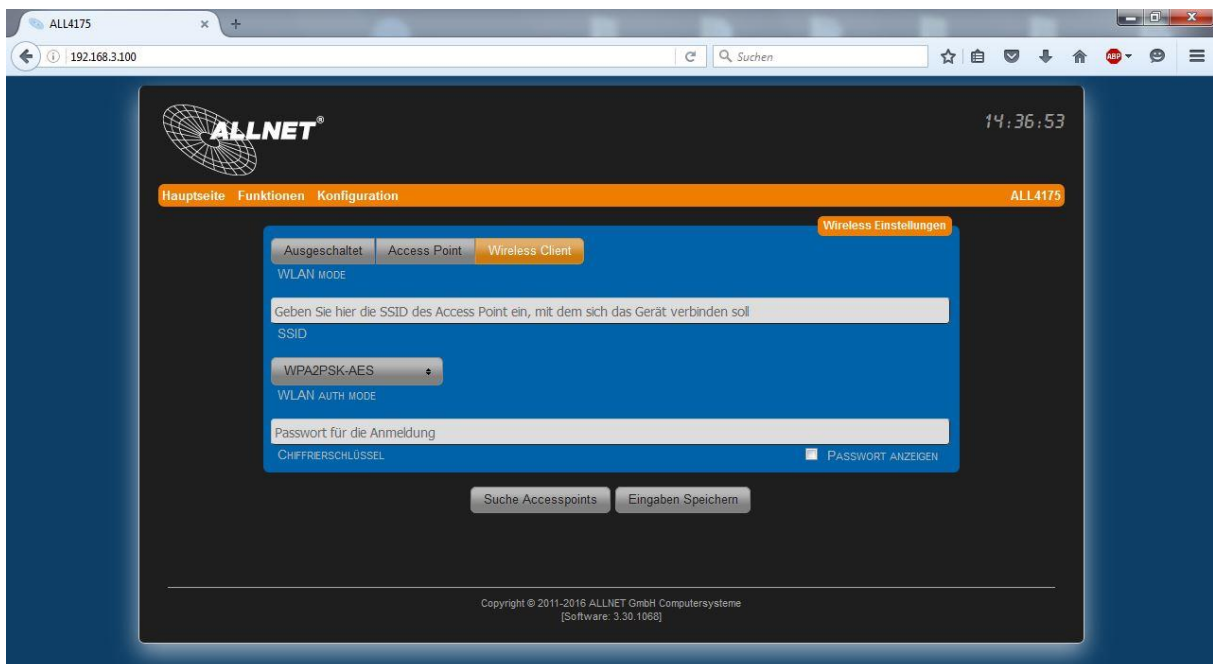 ALL4175
192.168.3.100
Suchen
ABP
ALLNET®
14:36:53
Hauptseite Funktionen Konfiguration ALL4175
Wireless Einstellungen
Ausgeschaltet Access Point Wireless Client
WLAN MODE
Geben Sie hier die SSID des Access Point ein, mit dem sich das Gerät verbinden soll
SSID
WPA2PSK-AES
WLAN AUTH MODE
Passwort für die Anmeldung
CHIFFRIERSCHLÜSSEL PASSWORT ANZEIGEN
Suche Accesspoints Eingaben Speichern
Copyright © 2011-2016 ALLNET GmbH Computersysteme
[Software: 3.30.1068]